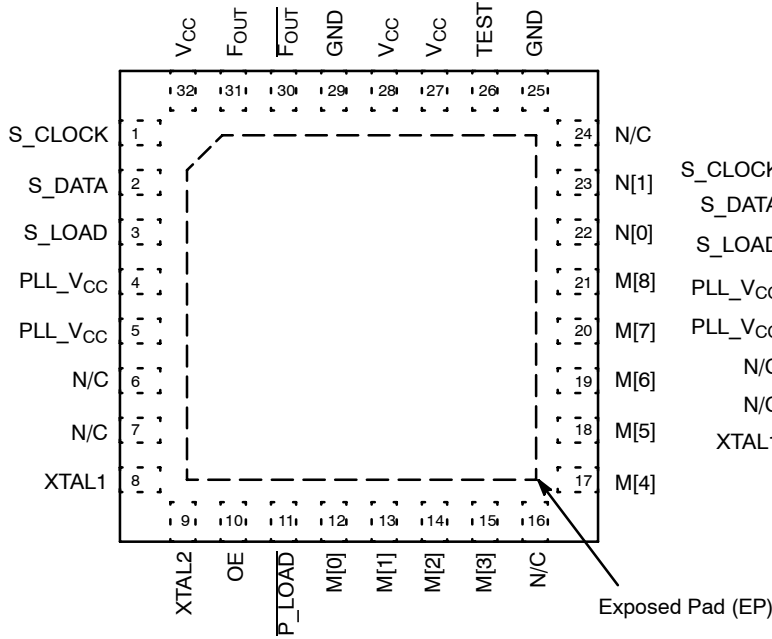 VCC FOUT FOUT GND VCC VCC TEST GND
32 31 30 29 28 27 26 25
S_CLOCK 1 24 N/C
S_DATA 2 23 N[1]
S_LOAD 3 22 N[0]
PLL_VCC 4 21 M[8]
PLL_VCC 5 20 M[7]
N/C 6 19 M[6]
N/C 7 18 M[5]
XTAL1 8 17 M[4]
9 10 11 12 13 14 15 16
XTAL2 OE P_LOAD M[0] M[1] M[2] M[3] N/C
Exposed Pad (EP)
S_CLOCK
S_DATA
S_LOAD
PLL_VCC
PLL_VCC
N/C
N/C
XTAL1